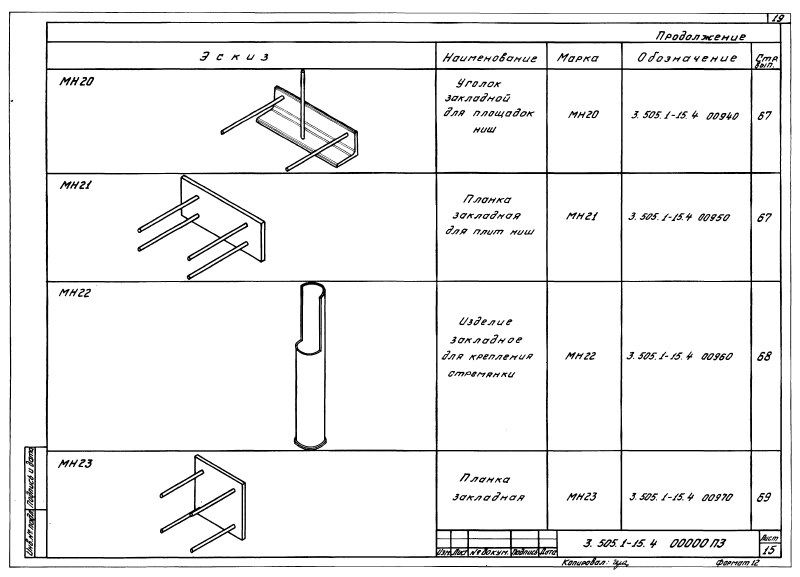 19
Продолжение
Эскиз Наименование Марка Обозначение Стр. вып.
МН20
Уголок
закладной
для площадок
ниш
МН20 3.505.1-15.4 00940 67
МН21
Планка
закладная
для плит ниш
МН21 3.505.1-15.4 00950 67
МН22
Изделие
закладное
для крепления
стремянки
МН22 3.505.1-15.4 00960 68
МН23
Планка
закладная
МН23 3.505.1-15.4 00970 69
Инв.№ подл. Подпись и дата
Изм. Лист № докум. Подпись Дата
3.505.1-15.4 00000 ПЗ
Лист
15
Копировал:
Формат 12